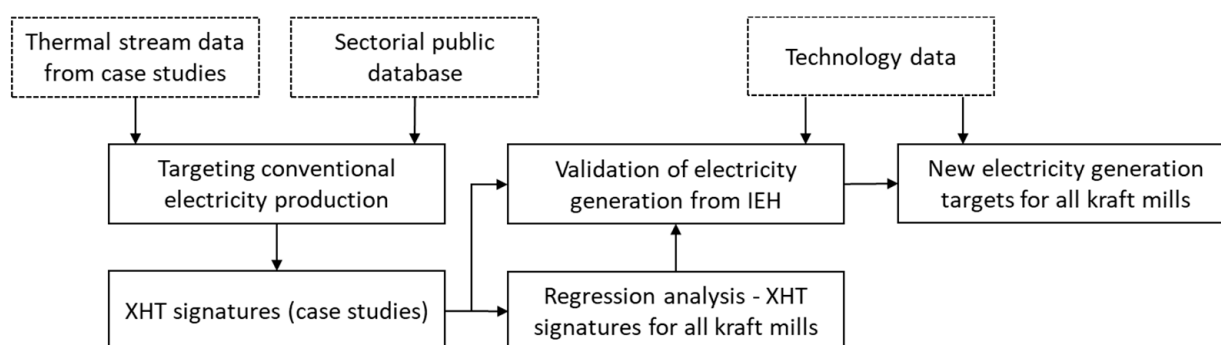 Thermal stream data
from case studies
Sectorial public
database
Technology data
Targeting conventional
electricity production
Validation of electricity
generation from IEH
New electricity generation
targets for all kraft mills
XHT signatures (case studies)
Regression analysis - XHT
signatures for all kraft mills